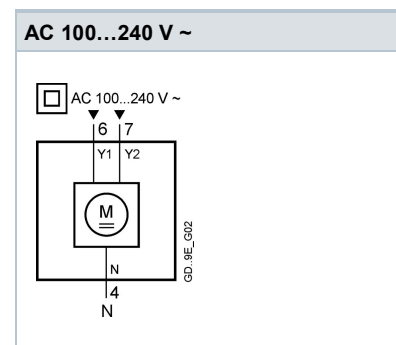 AC 100…240 V ~
AC 100...240 V ~
6 7
Y1 Y2
M
N
GD..9E_G02
4
N